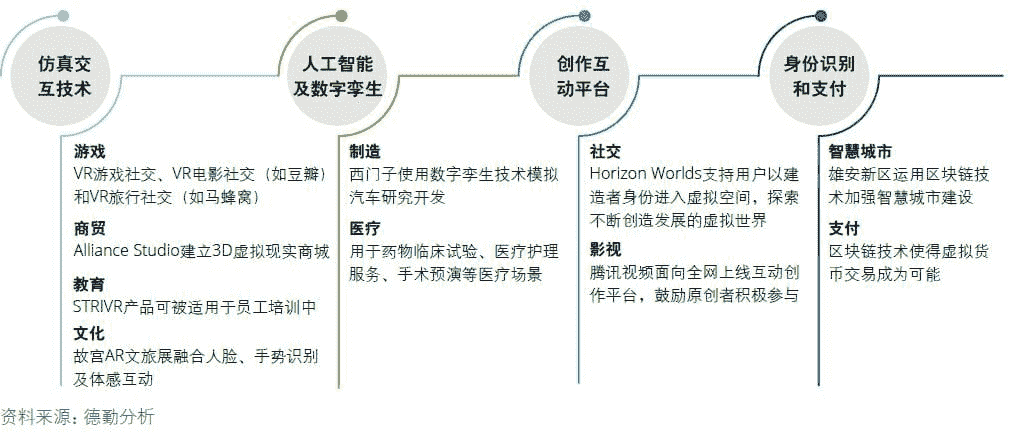 仿真交
互技术
游戏
VR游戏社交、VR电影社交（如豆瓣）
和VR旅行社交（如马蜂窝）
商贸
Alliance Studio建立3D虚拟现实商城
教育
STRIVR产品可被适用于员工培训中
文化
故宫AR文旅展融合人脸、手势识别
及体感互动
人工智能
及数字孪生
制造
西门子使用数字孪生技术模拟
汽车研究开发
医疗
用于药物临床试验、医疗护理
服务、手术预演等医疗场景
创作互
动平台
社交
Horizon Worlds支持用户以建
造者身份进入虚拟空间，探索
不断创造发展的虚拟世界
影视
腾讯视频面向全网上线互动创
作平台，鼓励原创者积极参与
身份识别
和支付
智慧城市
雄安新区运用区块链技
术加强智慧城市建设
支付
区块链技术使得虚拟货
币交易成为可能
资料来源：德勤分析